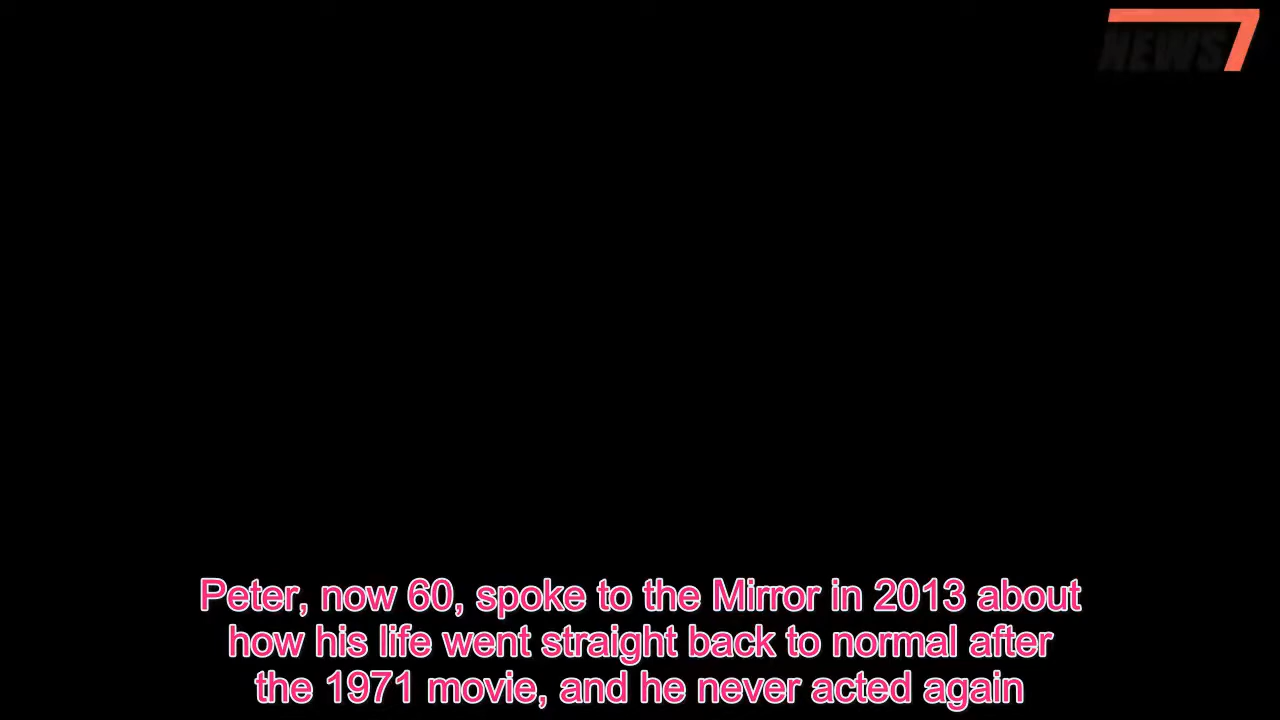 NEWS7
Peter, now 60, spoke to the Mirror in 2013 about
how his life went straight back to normal after
the 1971 movie, and he never acted again